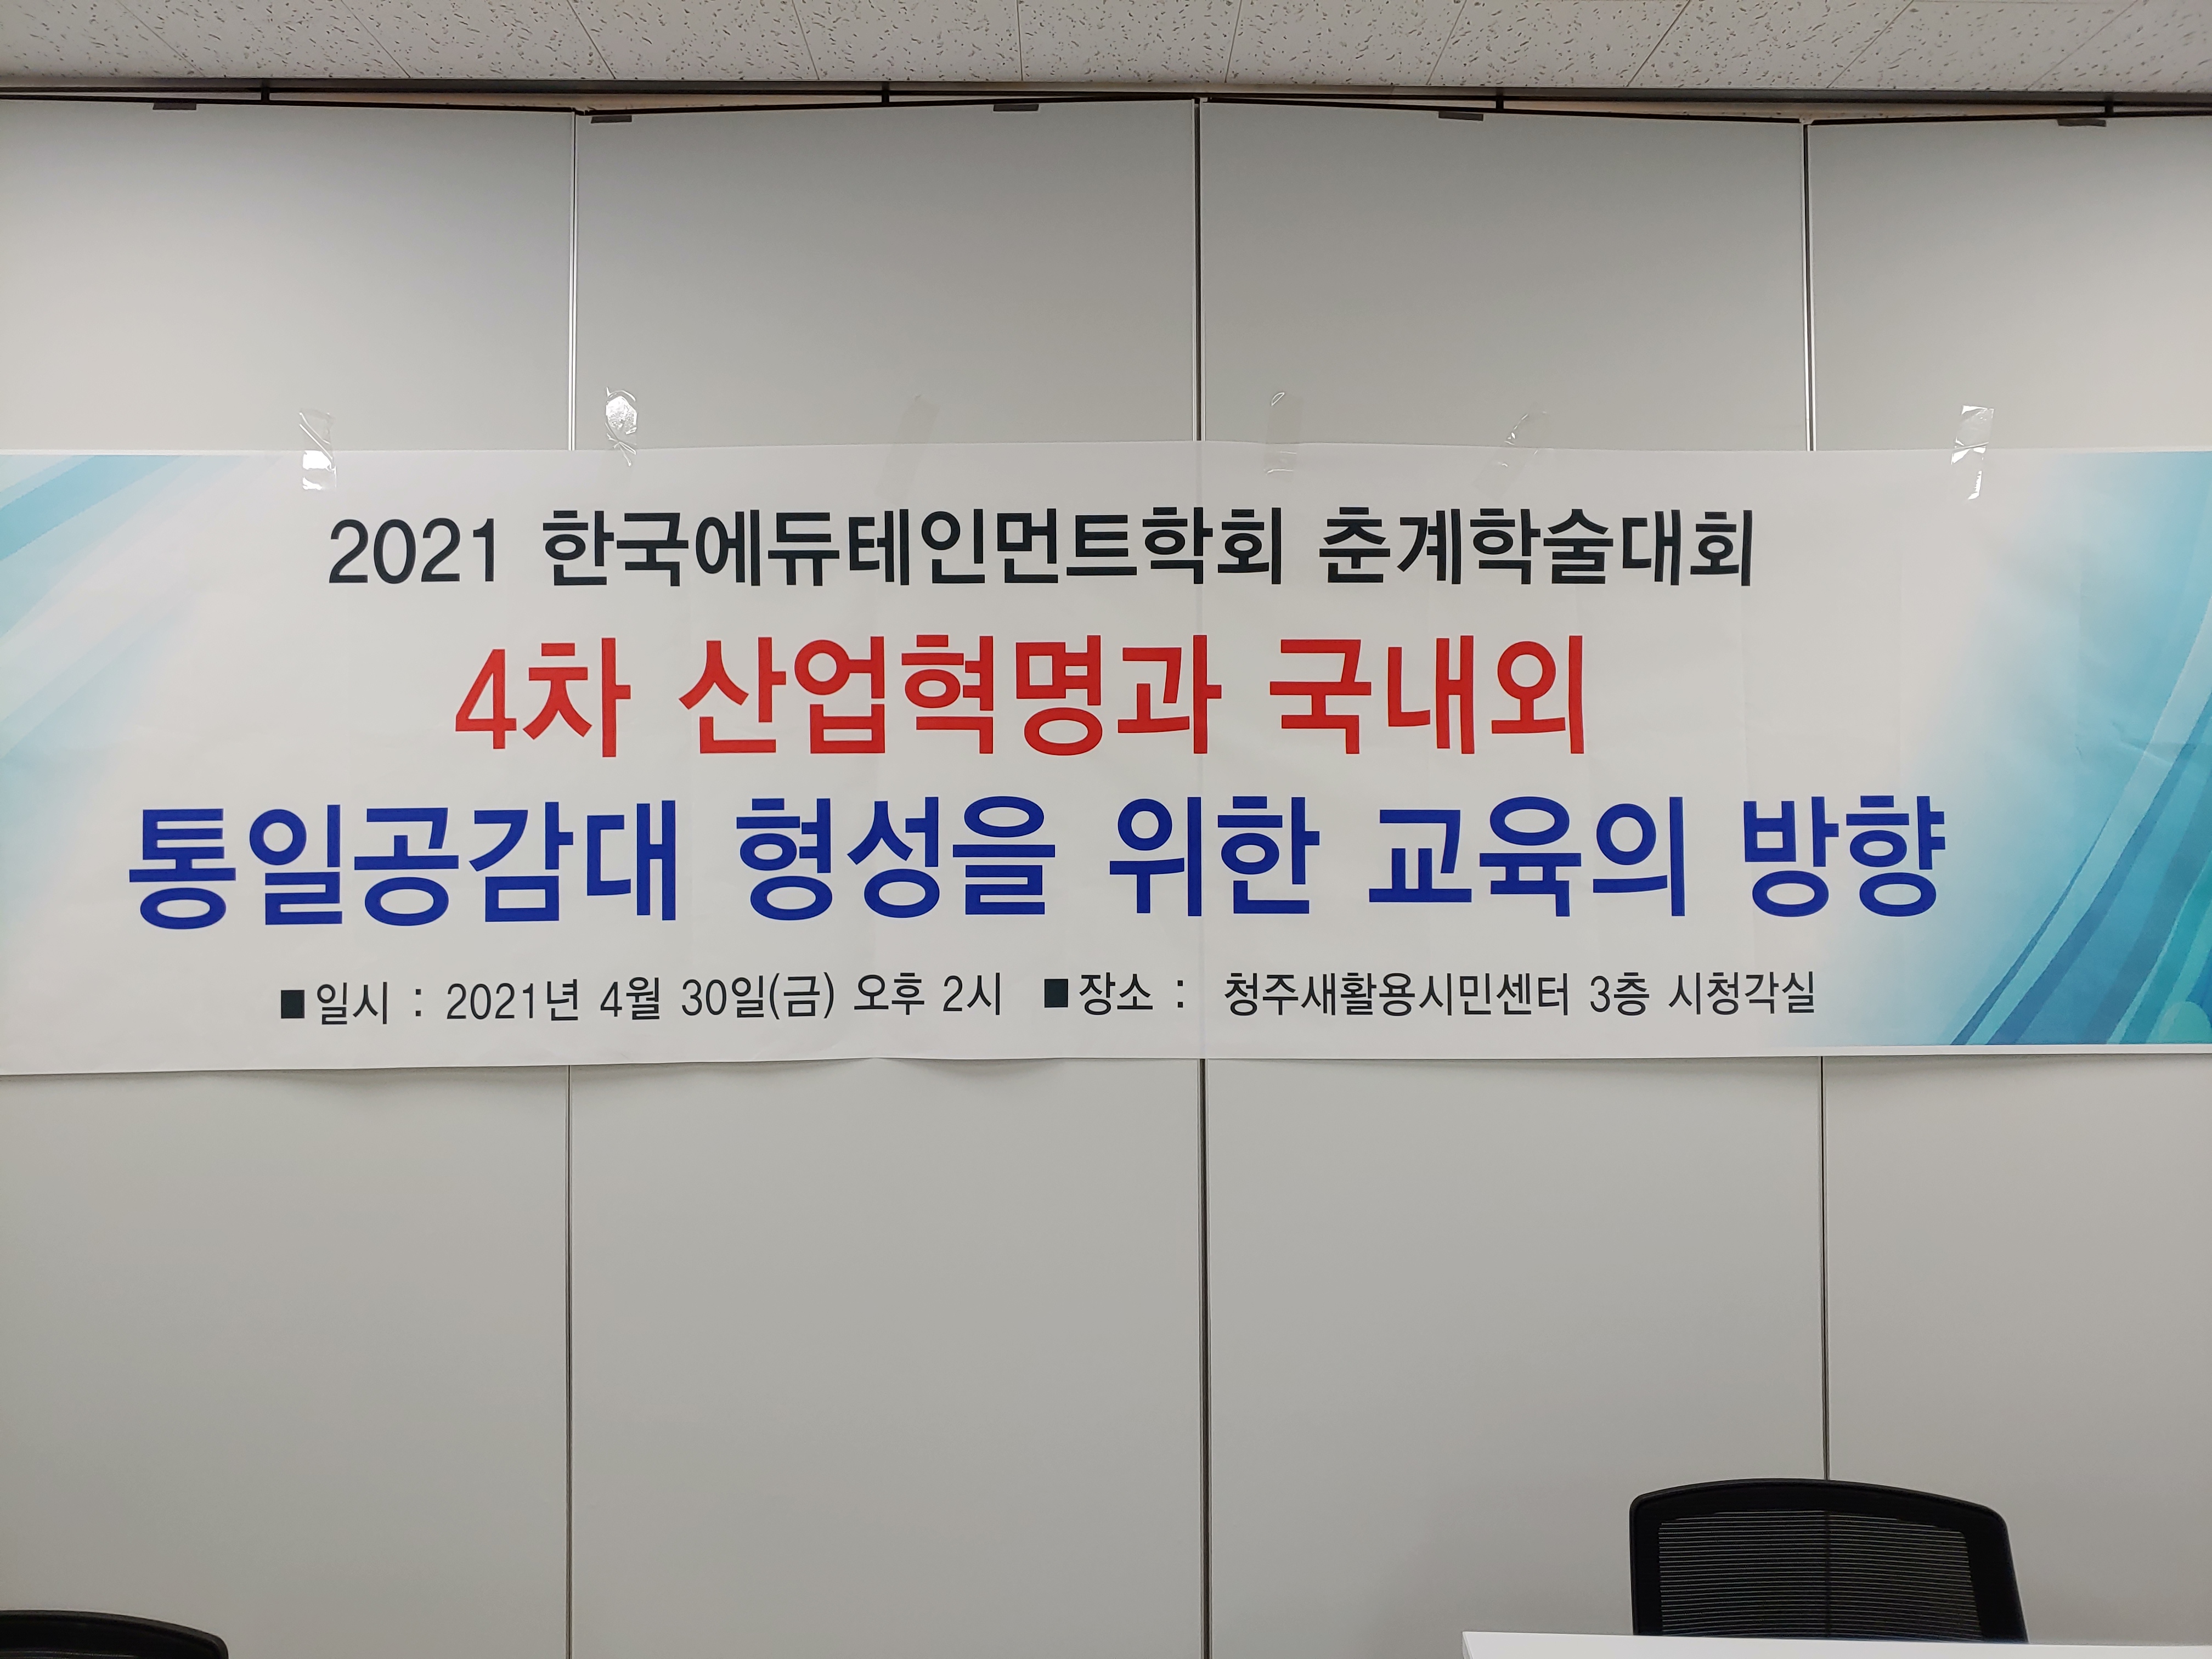 2021 한국에듀테인먼트학회 춘계학술대회
4차 산업혁명과 국내외
통일공감대 형성을 위한 교육의 방향
■일시 : 2021년 4월 30일(금) 오후 2시 ■장소 : 청주새활용시민센터 3층 시청각실